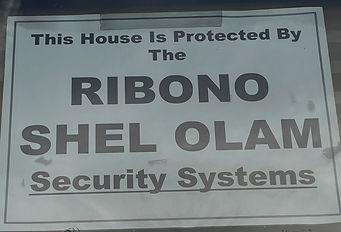 This House Is Protected By
The
RIBONO
SHEL OLAM
Security Systems